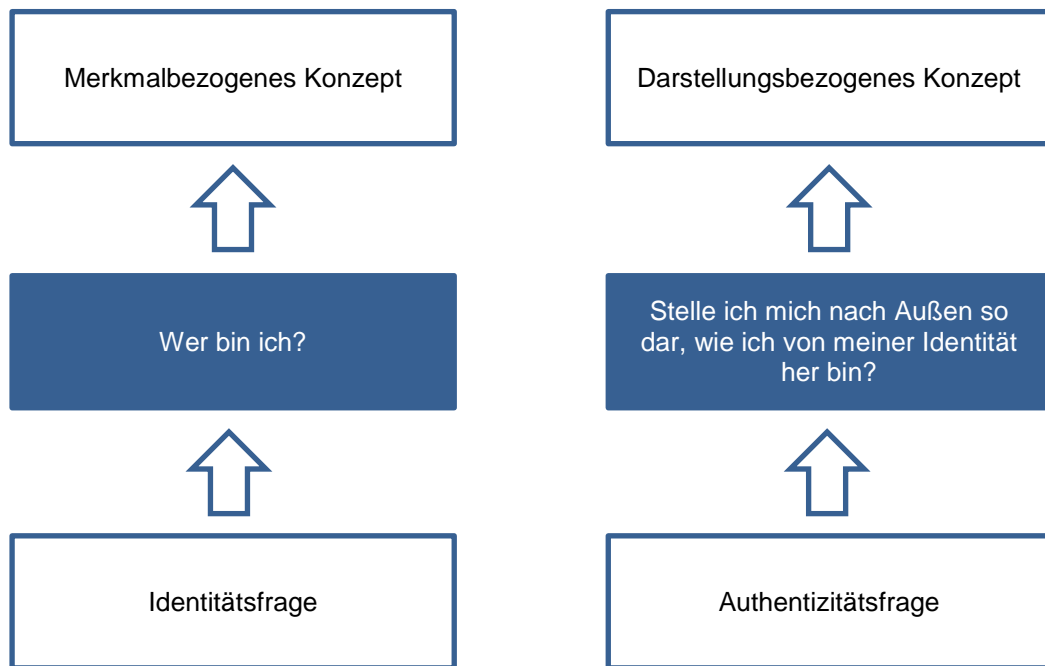 Merkmalbezogenes Konzept
Darstellungsbezogenes Konzept
Wer bin ich?
Stelle ich mich nach Außen so
dar, wie ich von meiner Identität
her bin?
Identitätsfrage
Authentizitätsfrage